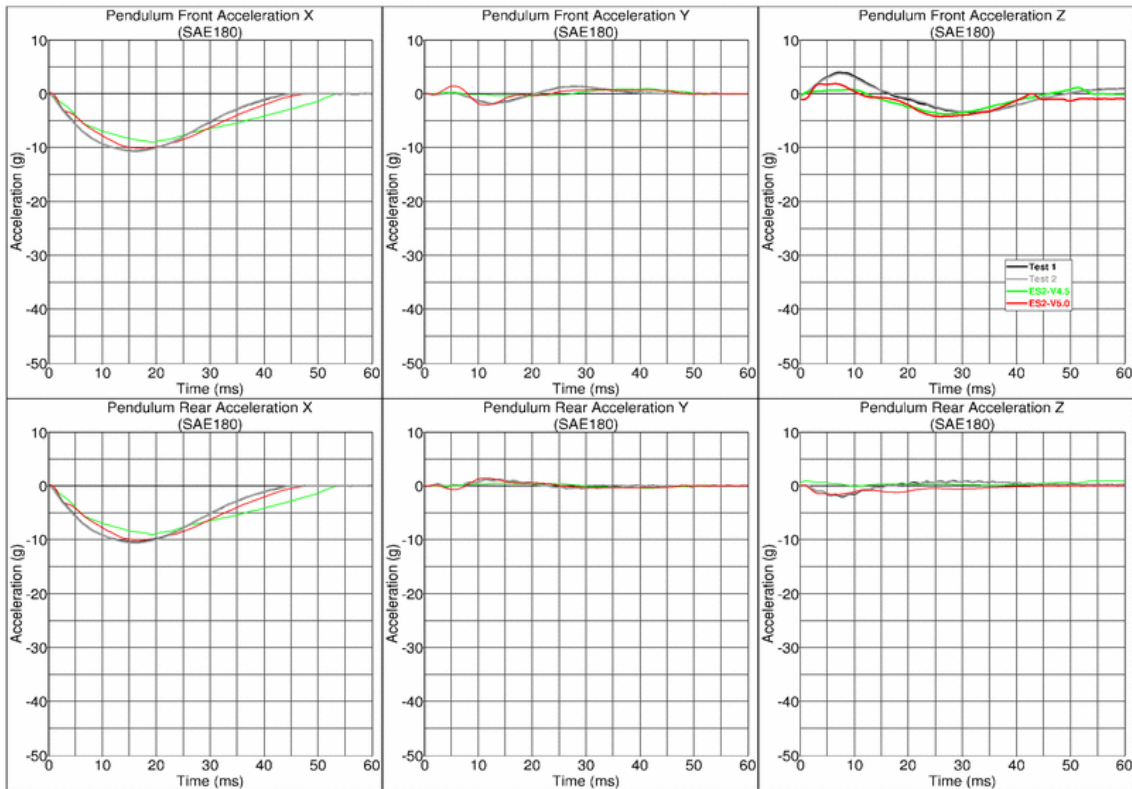 Pendulum Front Acceleration X
(SAE180)
10
0
-10
-20
-30
-40
-50
Acceleration (g)
0 10 20 30 40 50 60
Time (ms)
Pendulum Front Acceleration Y
(SAE180)
10
0
-10
-20
-30
-40
-50
Acceleration (g)
0 10 20 30 40 50 60
Time (ms)
Pendulum Front Acceleration Z
(SAE180)
10
0
-10
-20
-30
-40
-50
Acceleration (g)
Test 1
Test 2
ES2-V4.5
ES2-V5.0
0 10 20 30 40 50 60
Time (ms)
Pendulum Rear Acceleration X
(SAE180)
10
0
-10
-20
-30
-40
-50
Acceleration (g)
0 10 20 30 40 50 60
Time (ms)
Pendulum Rear Acceleration Y
(SAE180)
10
0
-10
-20
-30
-40
-50
Acceleration (g)
0 10 20 30 40 50 60
Time (ms)
Pendulum Rear Acceleration Z
(SAE180)
10
0
-10
-20
-30
-40
-50
Acceleration (g)
0 10 20 30 40 50 60
Time (ms)